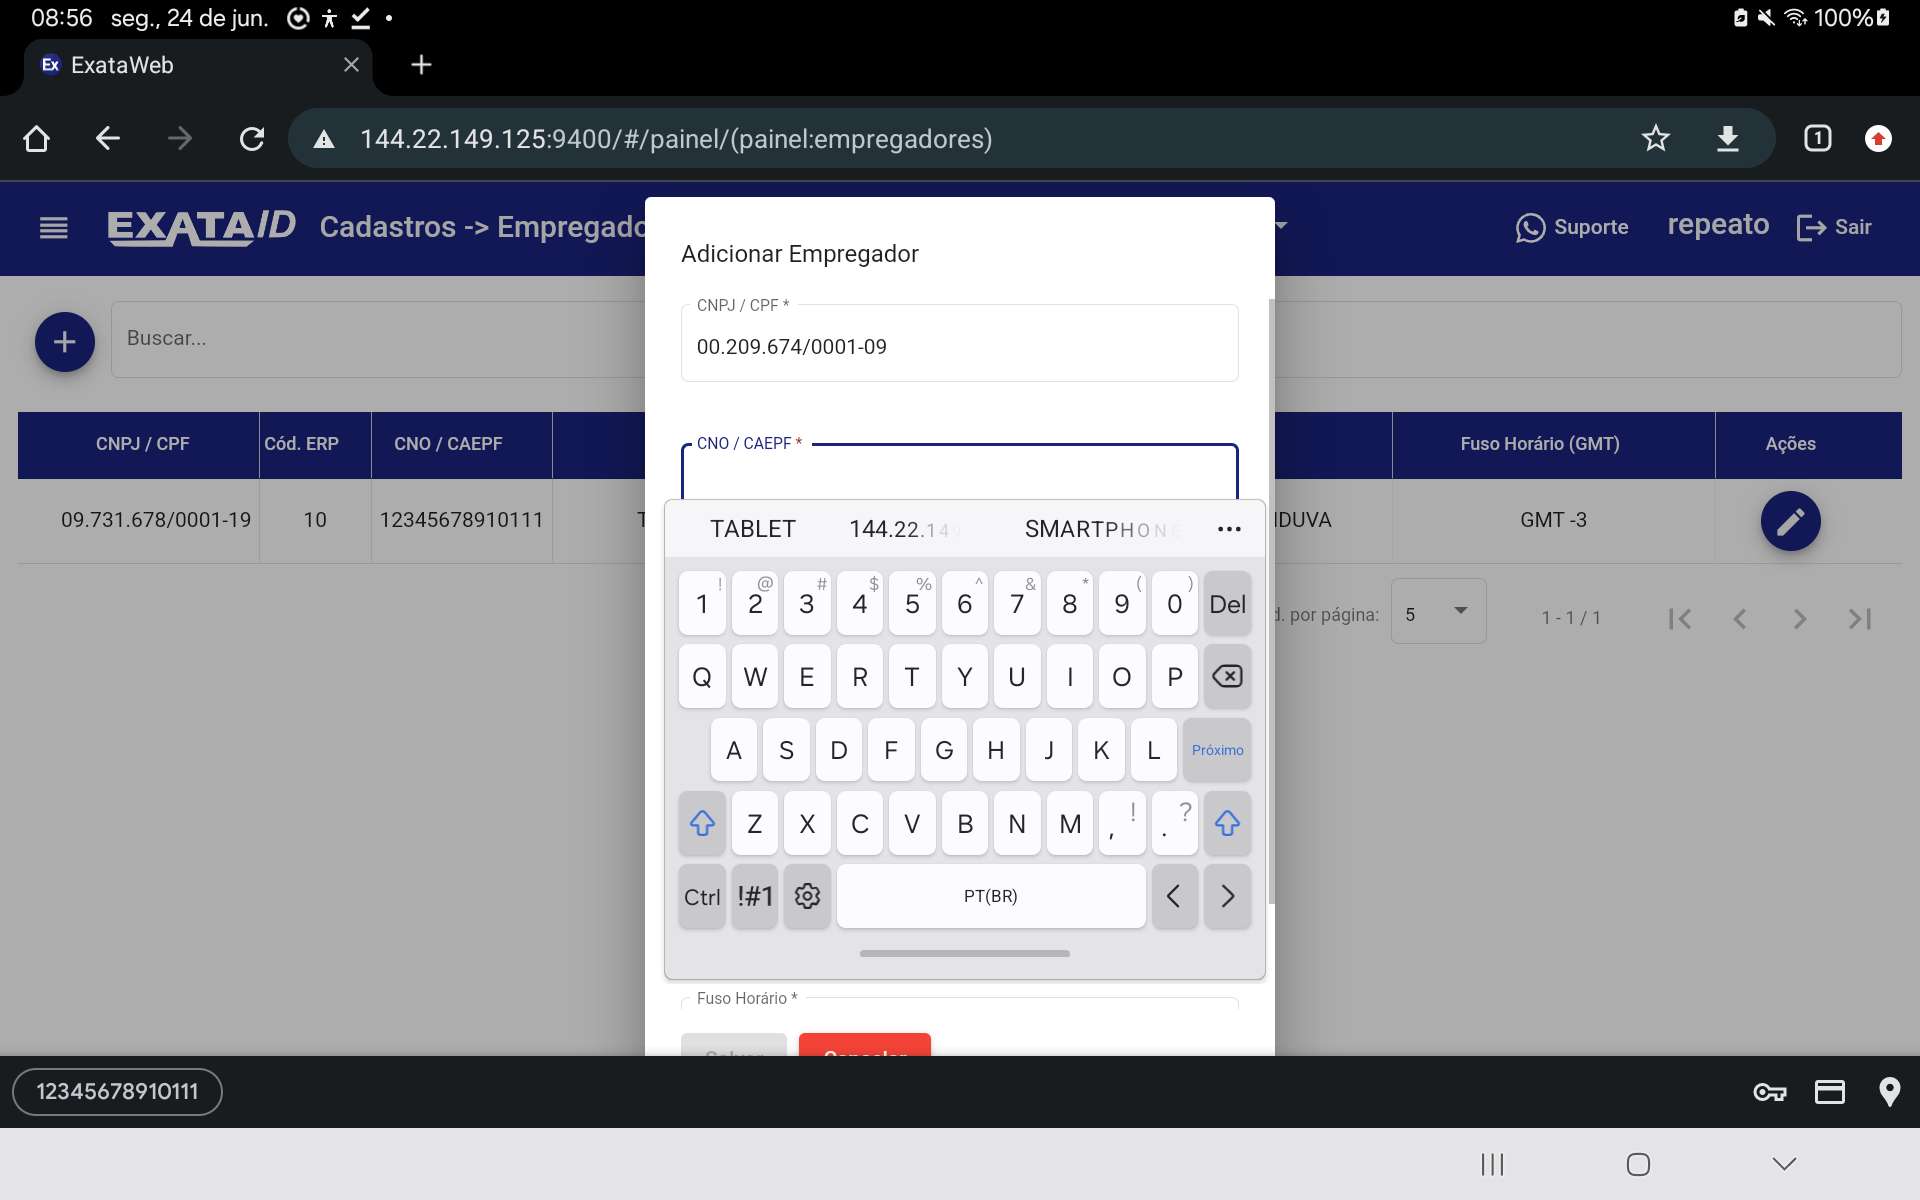 08:56 seg., 24 de jun. 100%
Ex ExataWeb
144.22.149.125:9400/#/painel/(painel:empregadores) 1
EXATAID Cadastros -> Empregado Suporte repeato Sair
Adicionar Empregador
CNPJ / CPF *
00.209.674/0001-09
Buscar...
CNO / CAEPF *
CNPJ / CPF Cód. ERP CNO / CAEPF Fuso Horário (GMT) Ações
09.731.678/0001-19 10 12345678910111 T IDUVA GMT -3
d. por página: 5 1 - 1 / 1
TABLET 144.22.149 SMARTPHONE •••
1 ! 2 @ 3 # 4 $ 5 % 6 ^ 7 & 8 * 9 ( 0 ) Del
Q W E R T Y U I O P
A S D F G H J K L Próximo
Z X C V B N M , ! . ?
Ctrl !#1 PT(BR) < >
Fuso Horário *
Salvar Cancelar
12345678910111